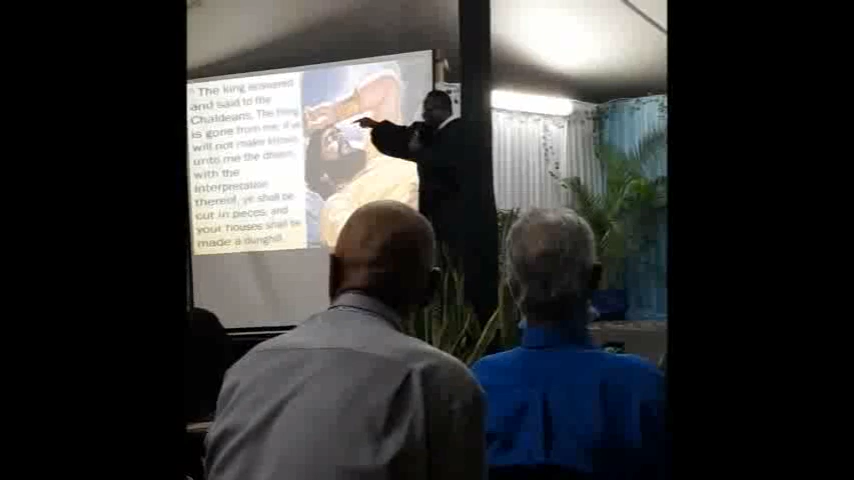 " The king answered
and said to the
Chaldeans, The thing
is gone from me: if ye
will not make known
unto me the dream,
with the
interpretation
thereof, ye shall be
cut in pieces, and
your houses shall be
made a dunghill.